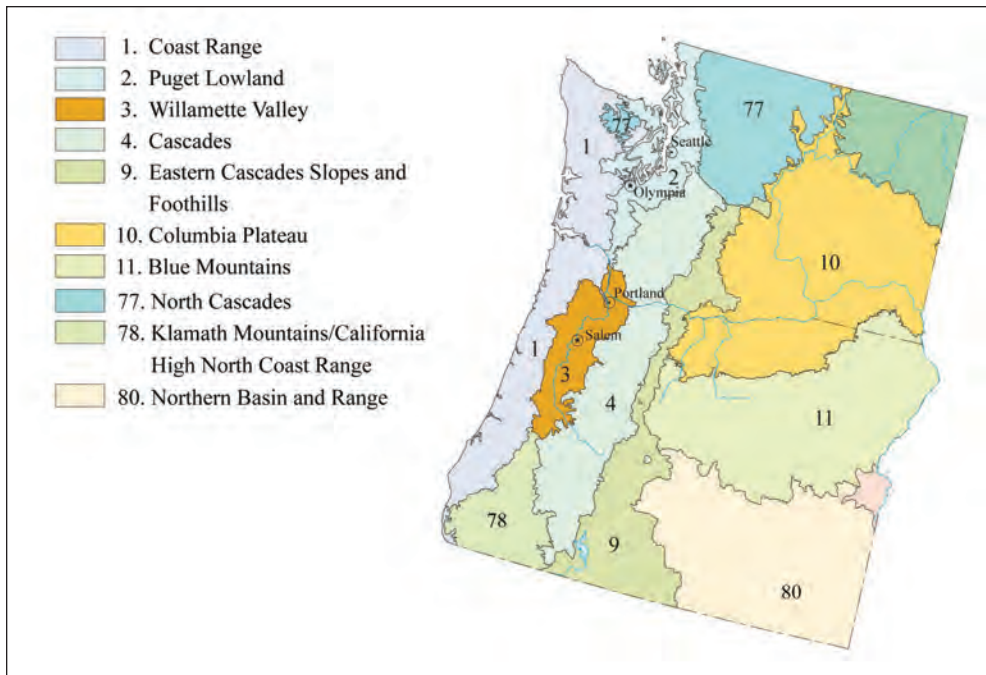 1. Coast Range
2. Puget Lowland
3. Willamette Valley
4. Cascades
9. Eastern Cascades Slopes and
Foothills
10. Columbia Plateau
11. Blue Mountains
77. North Cascades
78. Klamath Mountains/California
High North Coast Range
80. Northern Basin and Range
77
77
1
Seattle
2
Olympia
10
Portland
1
Salem
3
4
11
78
9
80